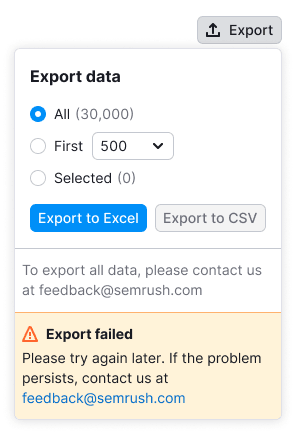 Export
Export data
All (30,000)
First 500
Selected (0)
Export to Excel Export to CSV
To export all data, please contact us
at feedback@semrush.com
Export failed
Please try again later. If the problem
persists, contact us at
feedback@semrush.com